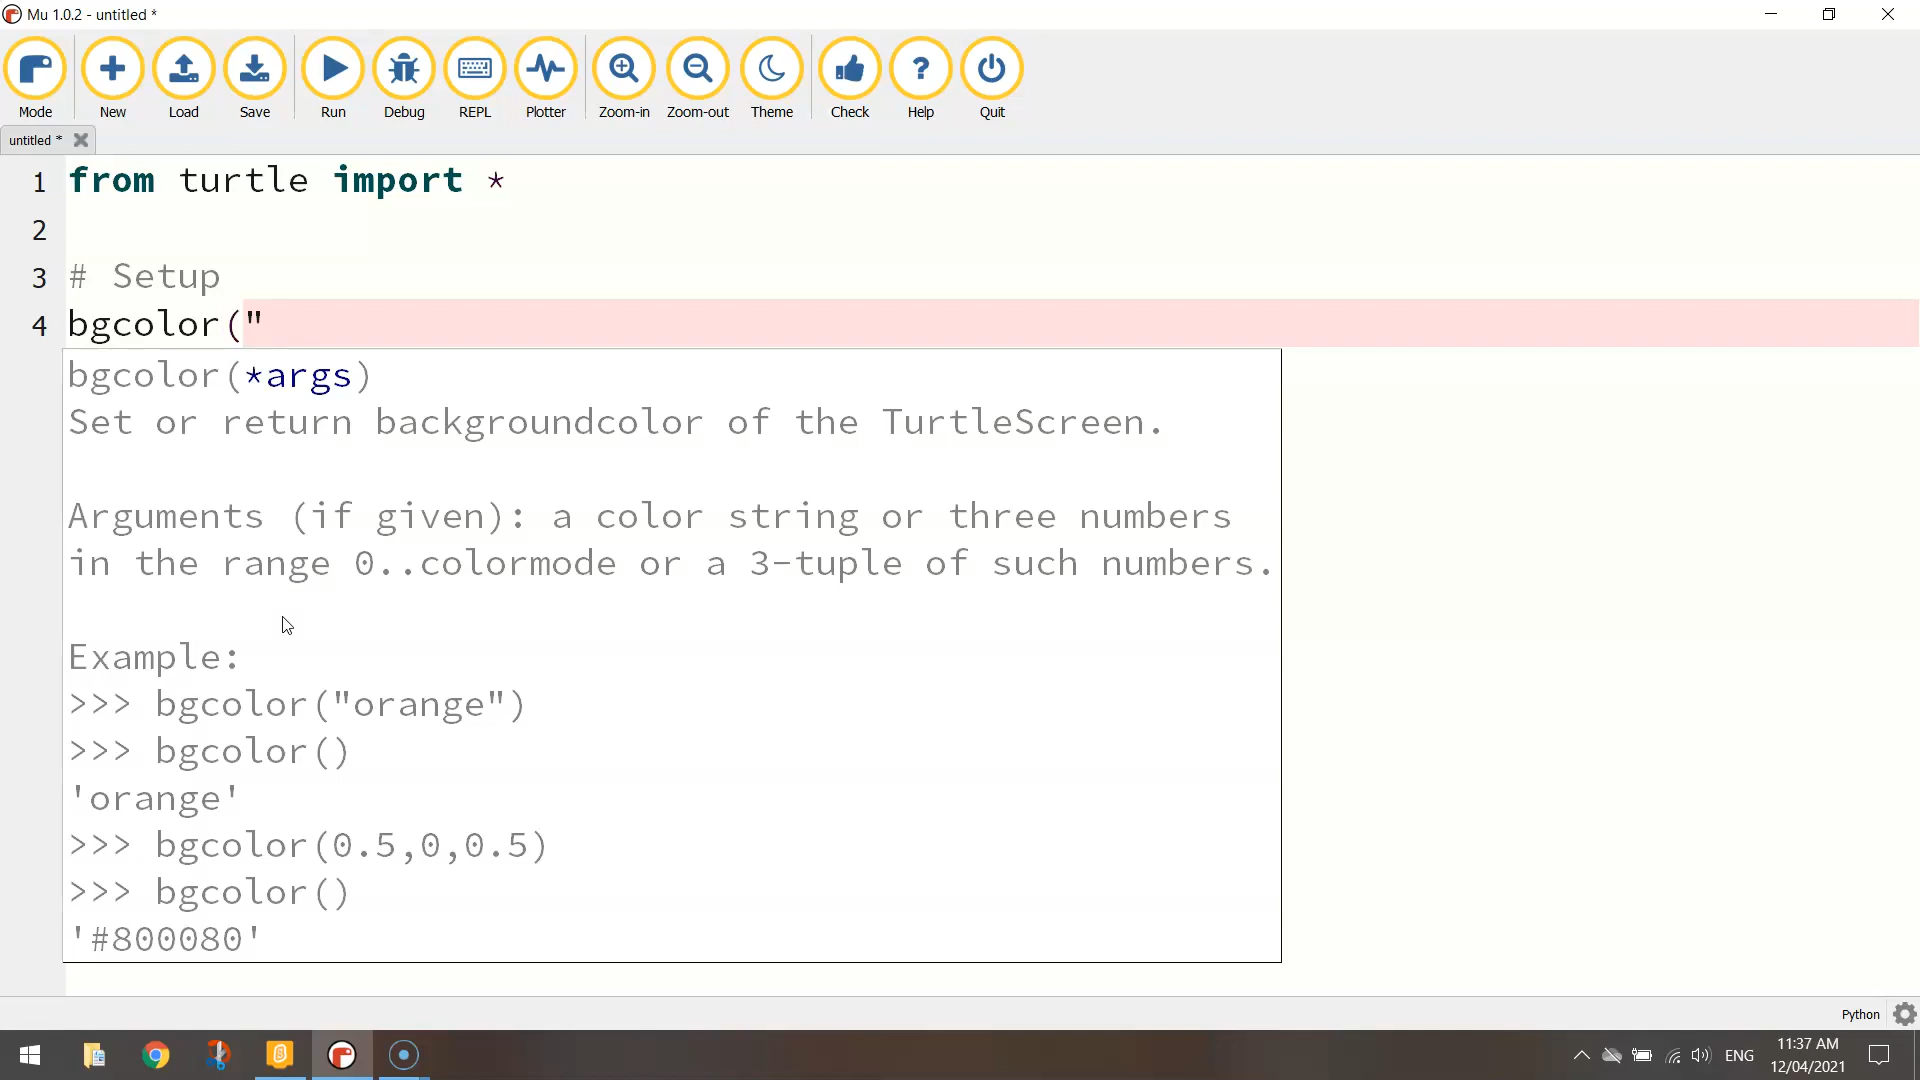 Mu 1.0.2 - untitled *
Mode New Load Save Run Debug REPL Plotter Zoom-in Zoom-out Theme Check Help Quit
untitled *
1 from turtle import *
2
3 # Setup
4 bgcolor("
bgcolor(*args)
Set or return backgroundcolor of the TurtleScreen.
Arguments (if given): a color string or three numbers
in the range 0..colormode or a 3-tuple of such numbers.
Example:
>>> bgcolor("orange")
>>> bgcolor()
'orange'
>>> bgcolor(0.5,0,0.5)
>>> bgcolor()
'#800080'
Python
ENG
11:37 AM
12/04/2021